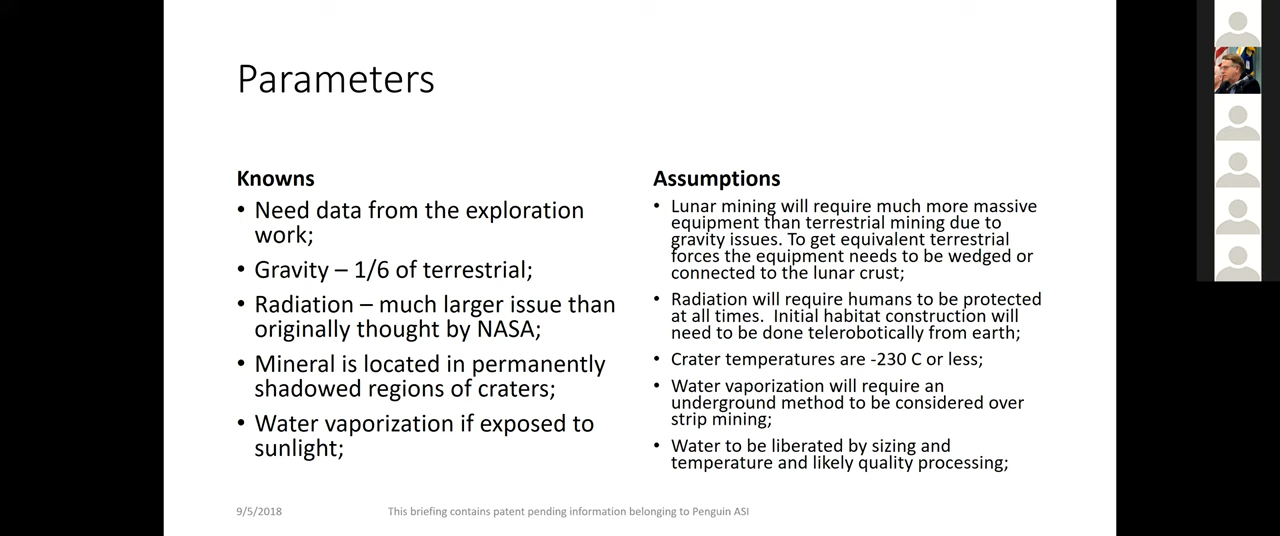 Parameters
Knowns
• Need data from the exploration
work;
• Gravity – 1/6 of terrestrial;
• Radiation – much larger issue than
originally thought by NASA;
• Mineral is located in permanently
shadowed regions of craters;
• Water vaporization if exposed to
sunlight;
Assumptions
• Lunar mining will require much more massive
equipment than terrestrial mining due to
gravity issues. To get equivalent terrestrial
forces the equipment needs to be wedged or
connected to the lunar crust;
• Radiation will require humans to be protected
at all times.  Initial habitat construction will
need to be done telerobotically from earth;
• Crater temperatures are -230 C or less;
• Water vaporization will require an
underground method to be considered over
strip mining;
• Water to be liberated by sizing and
temperature and likely quality processing;
9/5/2018
This briefing contains patent pending information belonging to Penguin ASI